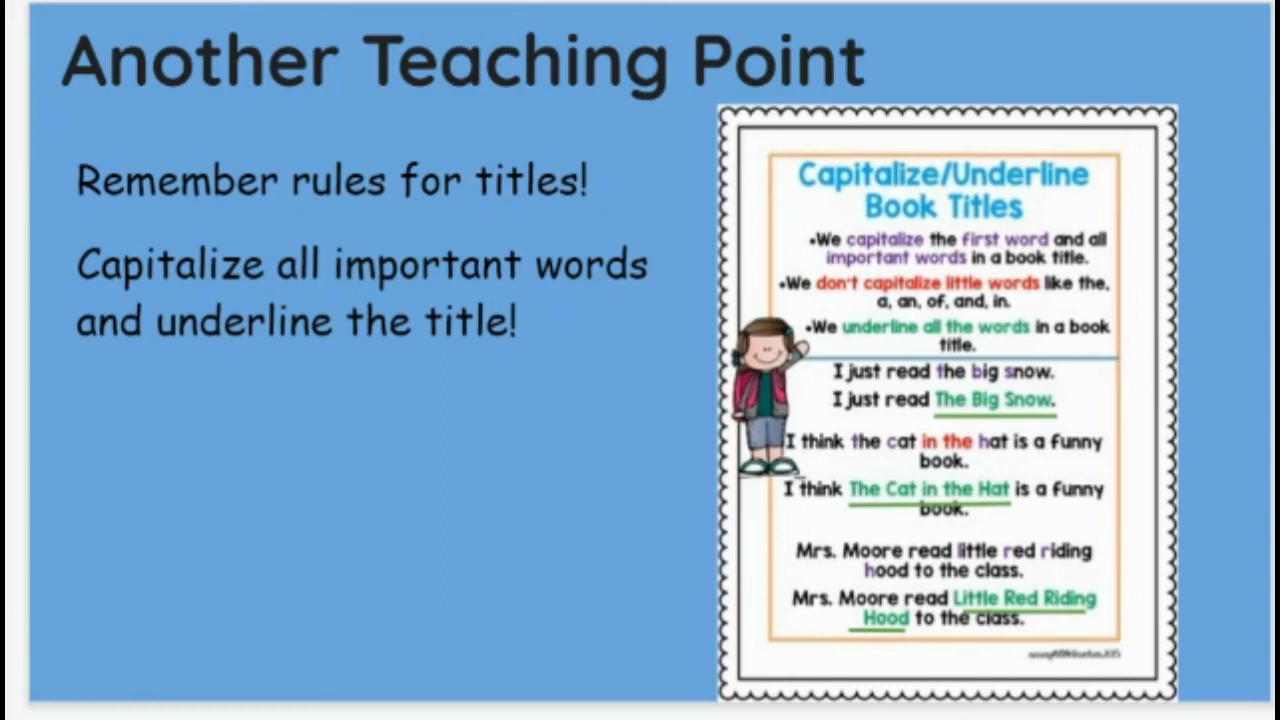 Another Teaching Point
Remember rules for titles!
Capitalize all important words
and underline the title!
Capitalize/Underline
Book Titles
•We capitalize the first word and all
important words in a book title.
•We don't capitalize little words like the,
a, an, of, and, in.
•We underline all the words in a book
title.
I just read the big snow.
I just read The Big Snow.
I think the cat in the hat is a funny
book.
I think The Cat in the Hat is a funny
book.
Mrs. Moore read little red riding
hood to the class.
Mrs. Moore read Little Red Riding
Hood to the class.